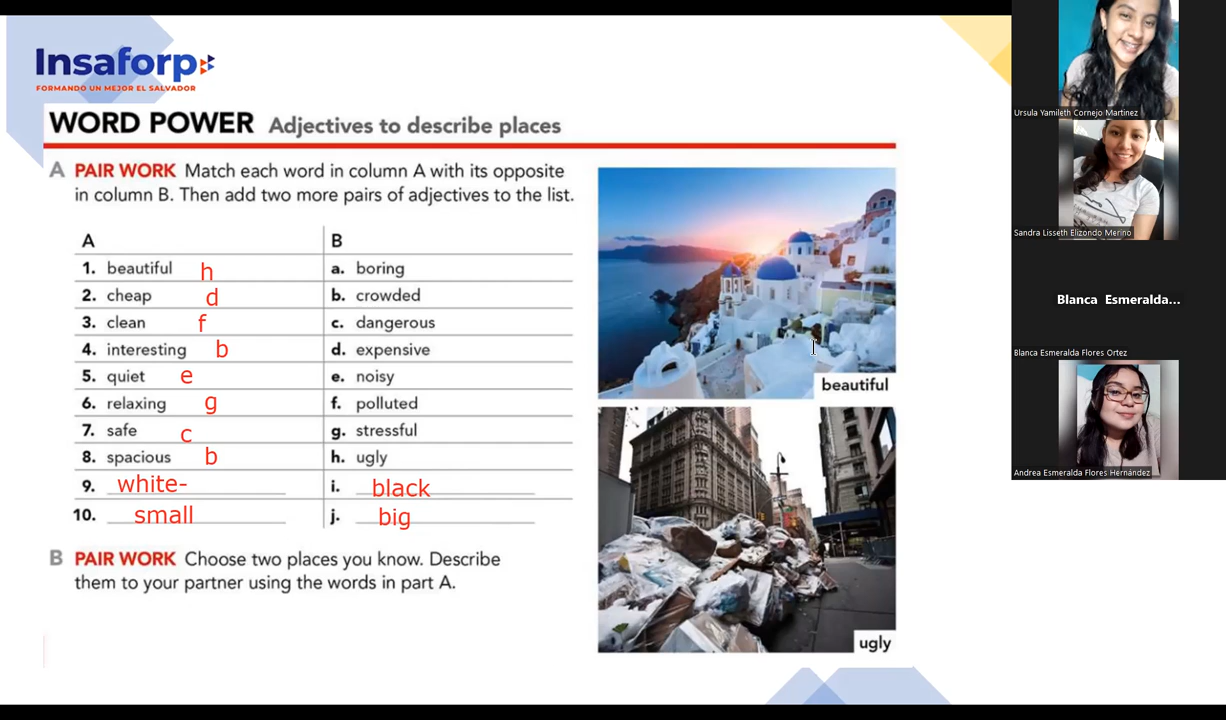 Insaforp
FORMANDO UN MEJOR EL SALVADOR
WORD POWER Adjectives to describe places
A PAIR WORK Match each word in column A with its opposite
in column B. Then add two more pairs of adjectives to the list.
A B
1. beautiful h a. boring
2. cheap d b. crowded
3. clean f c. dangerous
4. interesting b d. expensive
5. quiet e e. noisy
6. relaxing g f. polluted
7. safe c g. stressful
8. spacious b h. ugly
9. white- i. black
10. small j. big
B PAIR WORK Choose two places you know. Describe
them to your partner using the words in part A.
beautiful
ugly
Ursula Yamileth Cornejo Martinez
Sandra Lisseth Elizondo Merino
Blanca Esmeralda...
Blanca Esmeralda Flores Ortez
Andrea Esmeralda Flores Hernández